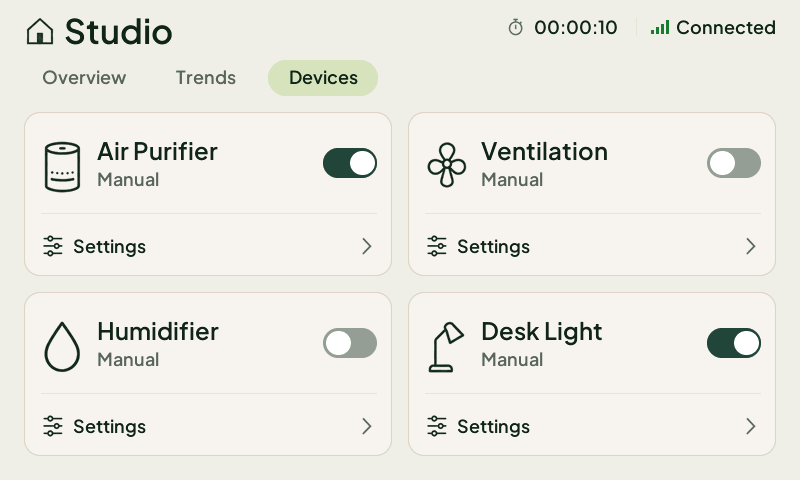 Studio
00:00:10
Connected
Overview
Trends
Devices
Air Purifier
Manual
Settings
Ventilation
Manual
Settings
Humidifier
Manual
Settings
Desk Light
Manual
Settings